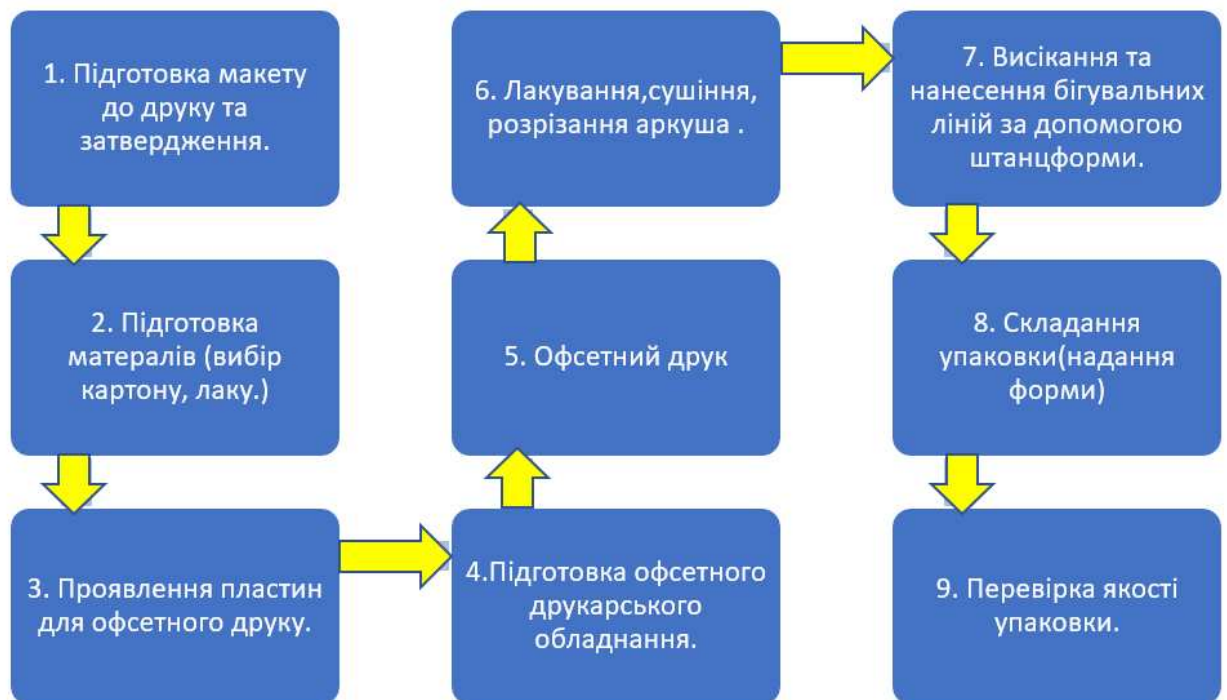 1. Підготовка макету
до друку та
затвердження.
2. Підготовка
матералів (вибір
картону, лаку.)
3. Проявлення пластин
для офсетного друку.
4.Підготовка офсетного
друкарського
обладнання.
5. Офсетний друк
6. Лакування,сушіння,
розрізання аркуша .
7. Висікання та
нанесення бігувальних
ліній за допомогою
штанцформи.
8. Складання
упаковки(надання
форми)
9. Перевірка якості
упаковки.